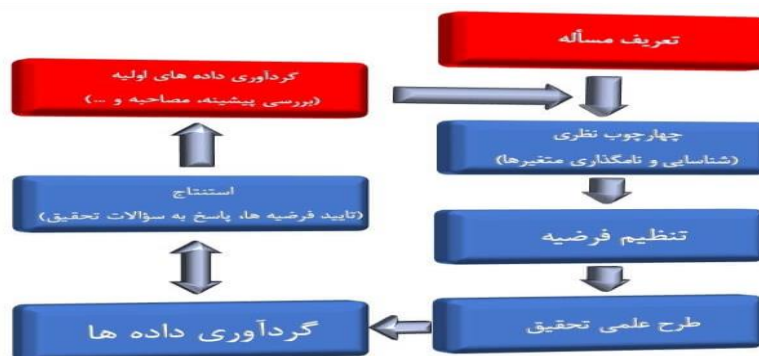 تعریف مسأله
گردآوری داده های اولیه
(بررسی پیشینه، مصاحبه و ...)
چهارچوب نظری
(شناسایی و نامگذاری متغیرها)
استنتاج
(تایید فرضیه ها، پاسخ به سؤالات تحقیق)
تنظیم فرضیه
طرح علمی تحقیق
گردآوری داده ها